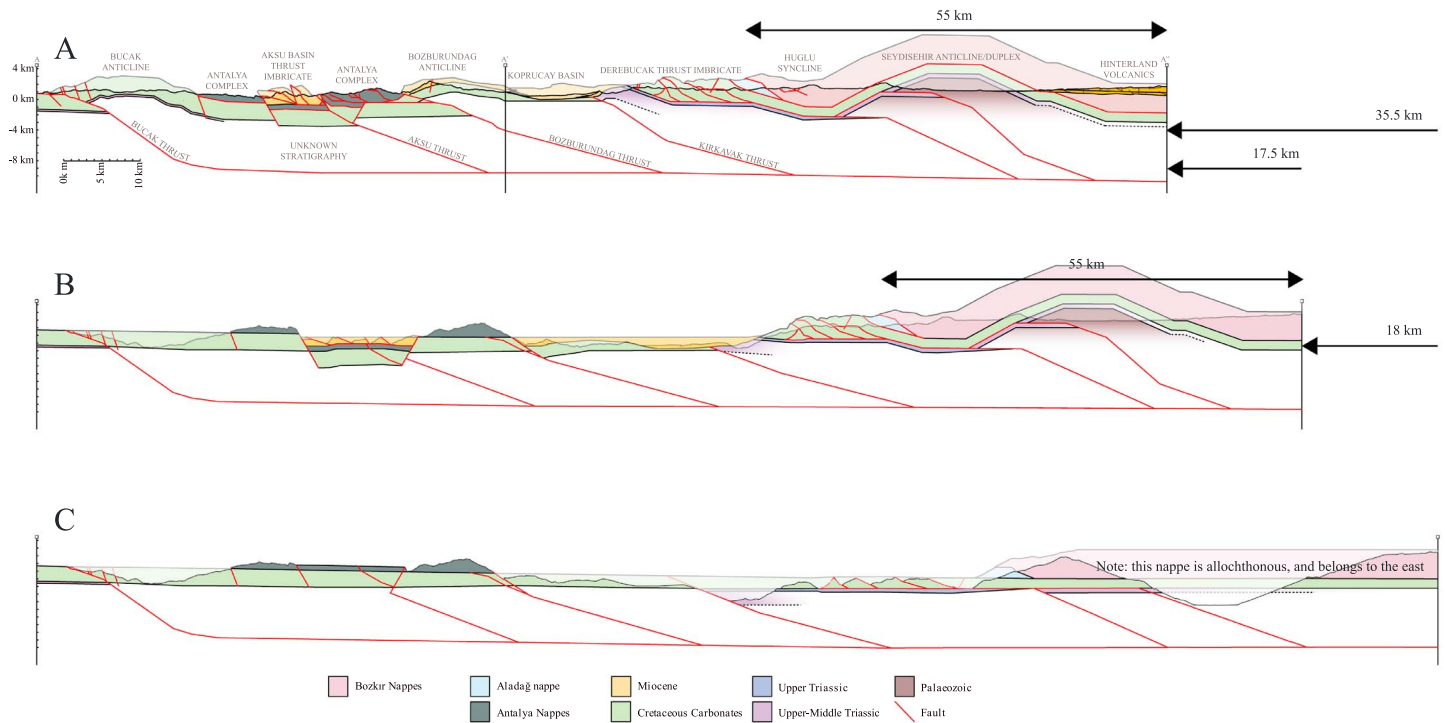 A
55 km
BUCAK
ANTICLINE
ANTALYA
COMPLEX
AKSU BASIN
THRUST
IMBRICATE
ANTALYA
COMPLEX
BOZBURUNDAG
ANTICLINE
KOPRUCAY BASIN
DEREBUCAK THRUST IMBRICATE
HUGLU
SYNCLINE
SEYDISEHIR ANTICLINE/DUPLEX
HINTERLAND
VOLCANICS
A
A'
A''
4 km
0 km
-4 km
-8 km
0k m
5 km
10 km
BUCAK THRUST
UNKNOWN
STRATIGRAPHY
AKSU THRUST
BOZBURUNDAG THRUST
KIRKAVAK THRUST
35.5 km
17.5 km
B
55 km
18 km
C
Note: this nappe is allochthonous, and belongs to the east
Bozkır Nappes
Aladağ nappe
Miocene
Upper Triassic
Palaeozoic
Antalya Nappes
Cretaceous Carbonates
Upper-Middle Triassic
Fault